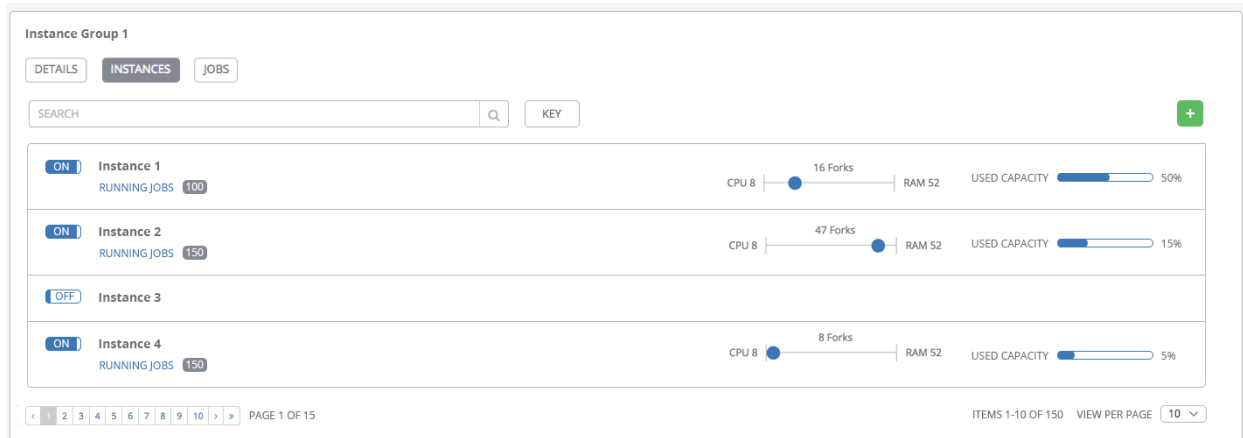 Instance Group 1
DETAILS INSTANCES JOBS
SEARCH KEY +
ON Instance 1
RUNNING JOBS 100
16 Forks
CPU 8 RAM 52 USED CAPACITY 50%
ON Instance 2
RUNNING JOBS 150
47 Forks
CPU 8 RAM 52 USED CAPACITY 15%
OFF Instance 3
ON Instance 4
RUNNING JOBS 150
8 Forks
CPU 8 RAM 52 USED CAPACITY 5%
‹ 1 2 3 4 5 6 7 8 9 10 › » PAGE 1 OF 15 ITEMS 1-10 OF 150 VIEW PER PAGE 10